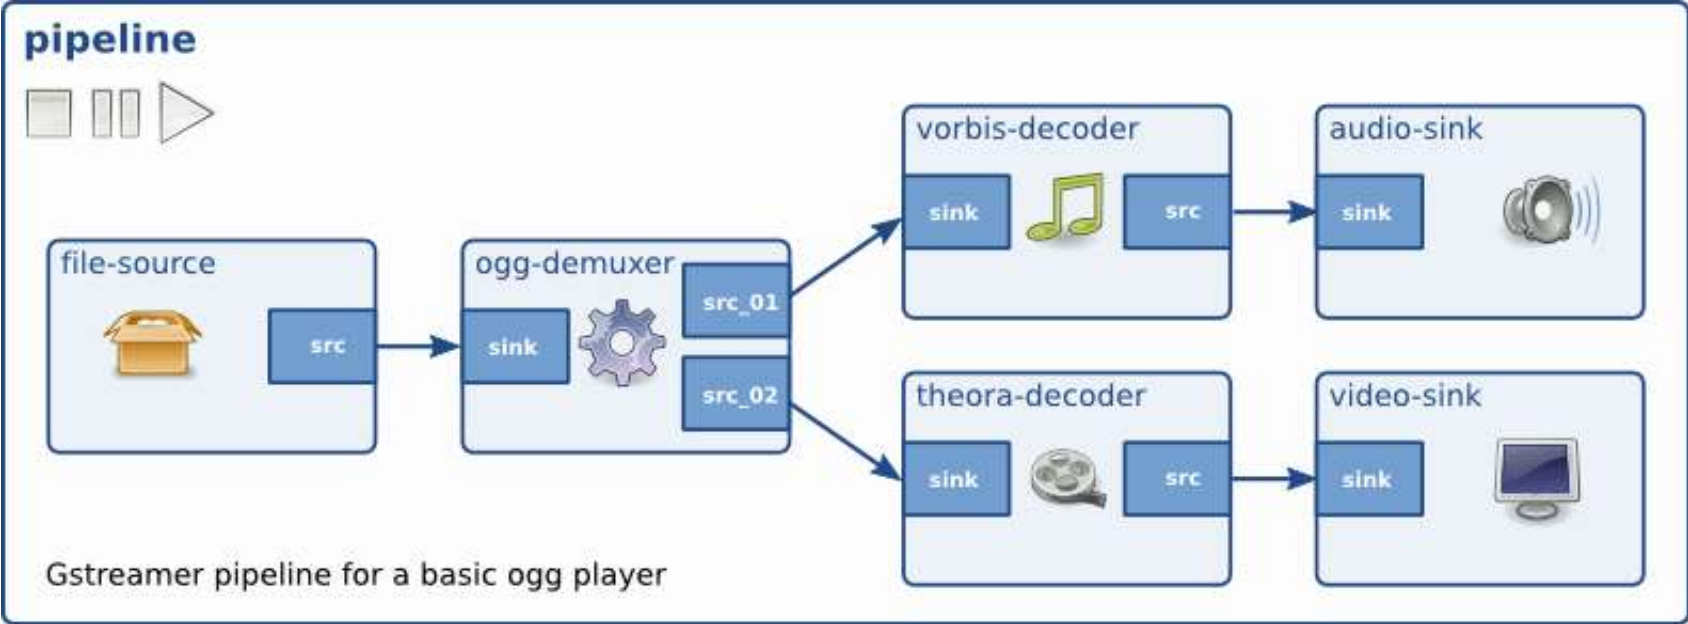 pipeline
file-source
src
ogg-demuxer
sink
src_01
src_02
vorbis-decoder
sink
src
audio-sink
sink
theora-decoder
sink
src
video-sink
sink
Gstreamer pipeline for a basic ogg player